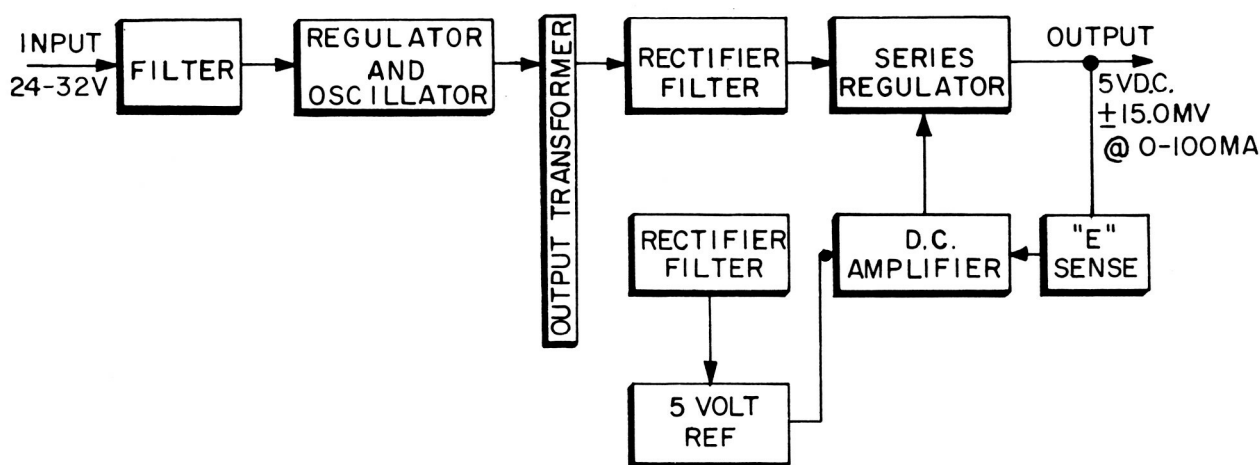 INPUT
24-32V
FILTER
REGULATOR
AND
OSCILLATOR
OUTPUT TRANSFORMER
RECTIFIER
FILTER
SERIES
REGULATOR
OUTPUT
5VD.C.
±15.0MV
@ 0-100MA
RECTIFIER
FILTER
D.C.
AMPLIFIER
"E"
SENSE
5 VOLT
REF